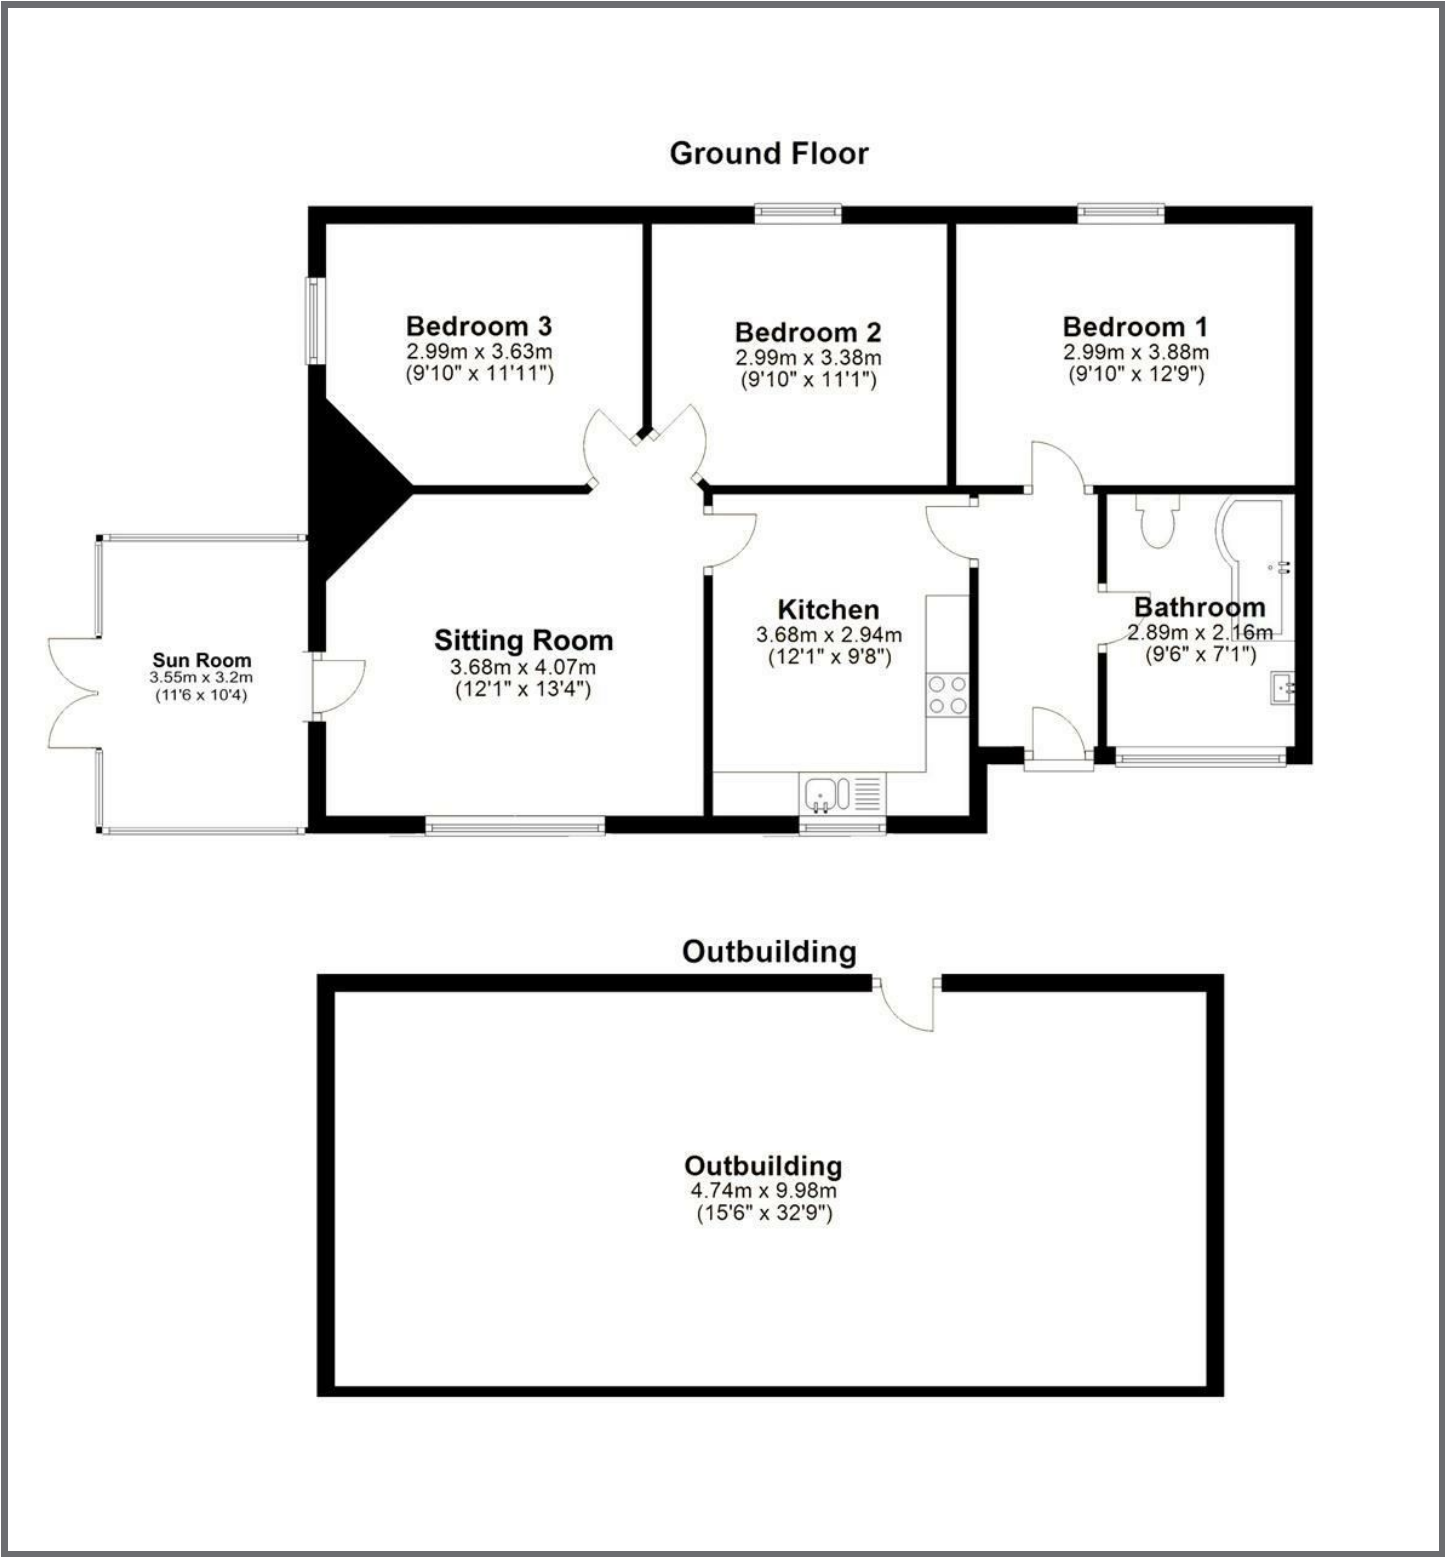 Ground Floor
Bedroom 3
2.99m x 3.63m
(9'10" x 11'11")
Bedroom 2
2.99m x 3.38m
(9'10" x 11'1")
Bedroom 1
2.99m x 3.88m
(9'10" x 12'9")
Sun Room
3.55m x 3.2m
(11'6 x 10'4)
Sitting Room
3.68m x 4.07m
(12'1" x 13'4")
Kitchen
3.68m x 2.94m
(12'1" x 9'8")
Bathroom
2.89m x 2.16m
(9'6" x 7'1")
Outbuilding
Outbuilding
4.74m x 9.98m
(15'6" x 32'9")